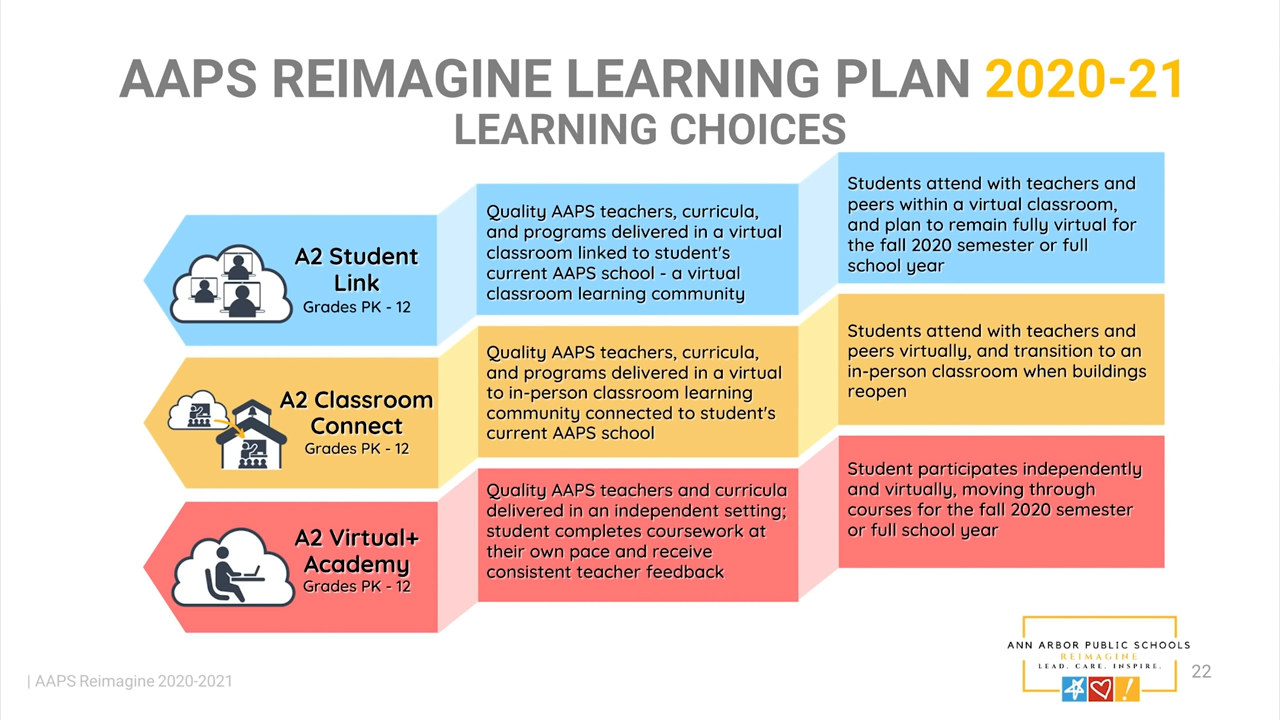 AAPS REIMAGINE LEARNING PLAN 2020-21
LEARNING CHOICES
A2 Student
Link
Grades PK - 12
Quality AAPS teachers, curricula,
and programs delivered in a virtual
classroom linked to student's
current AAPS school - a virtual
classroom learning community
Students attend with teachers and
peers within a virtual classroom,
and plan to remain fully virtual for
the fall 2020 semester or full
school year
A2 Classroom
Connect
Grades PK - 12
Quality AAPS teachers, curricula,
and programs delivered in a virtual
to in-person classroom learning
community connected to student's
current AAPS school
Students attend with teachers and
peers virtually, and transition to an
in-person classroom when buildings
reopen
A2 Virtual+
Academy
Grades PK - 12
Quality AAPS teachers and curricula
delivered in an independent setting;
student completes coursework at
their own pace and receive
consistent teacher feedback
Student participates independently
and virtually, moving through
courses for the fall 2020 semester
or full school year
ANN ARBOR PUBLIC SCHOOLS
REIMAGINE
LEAD. CARE. INSPIRE.
| AAPS Reimagine 2020-2021
22